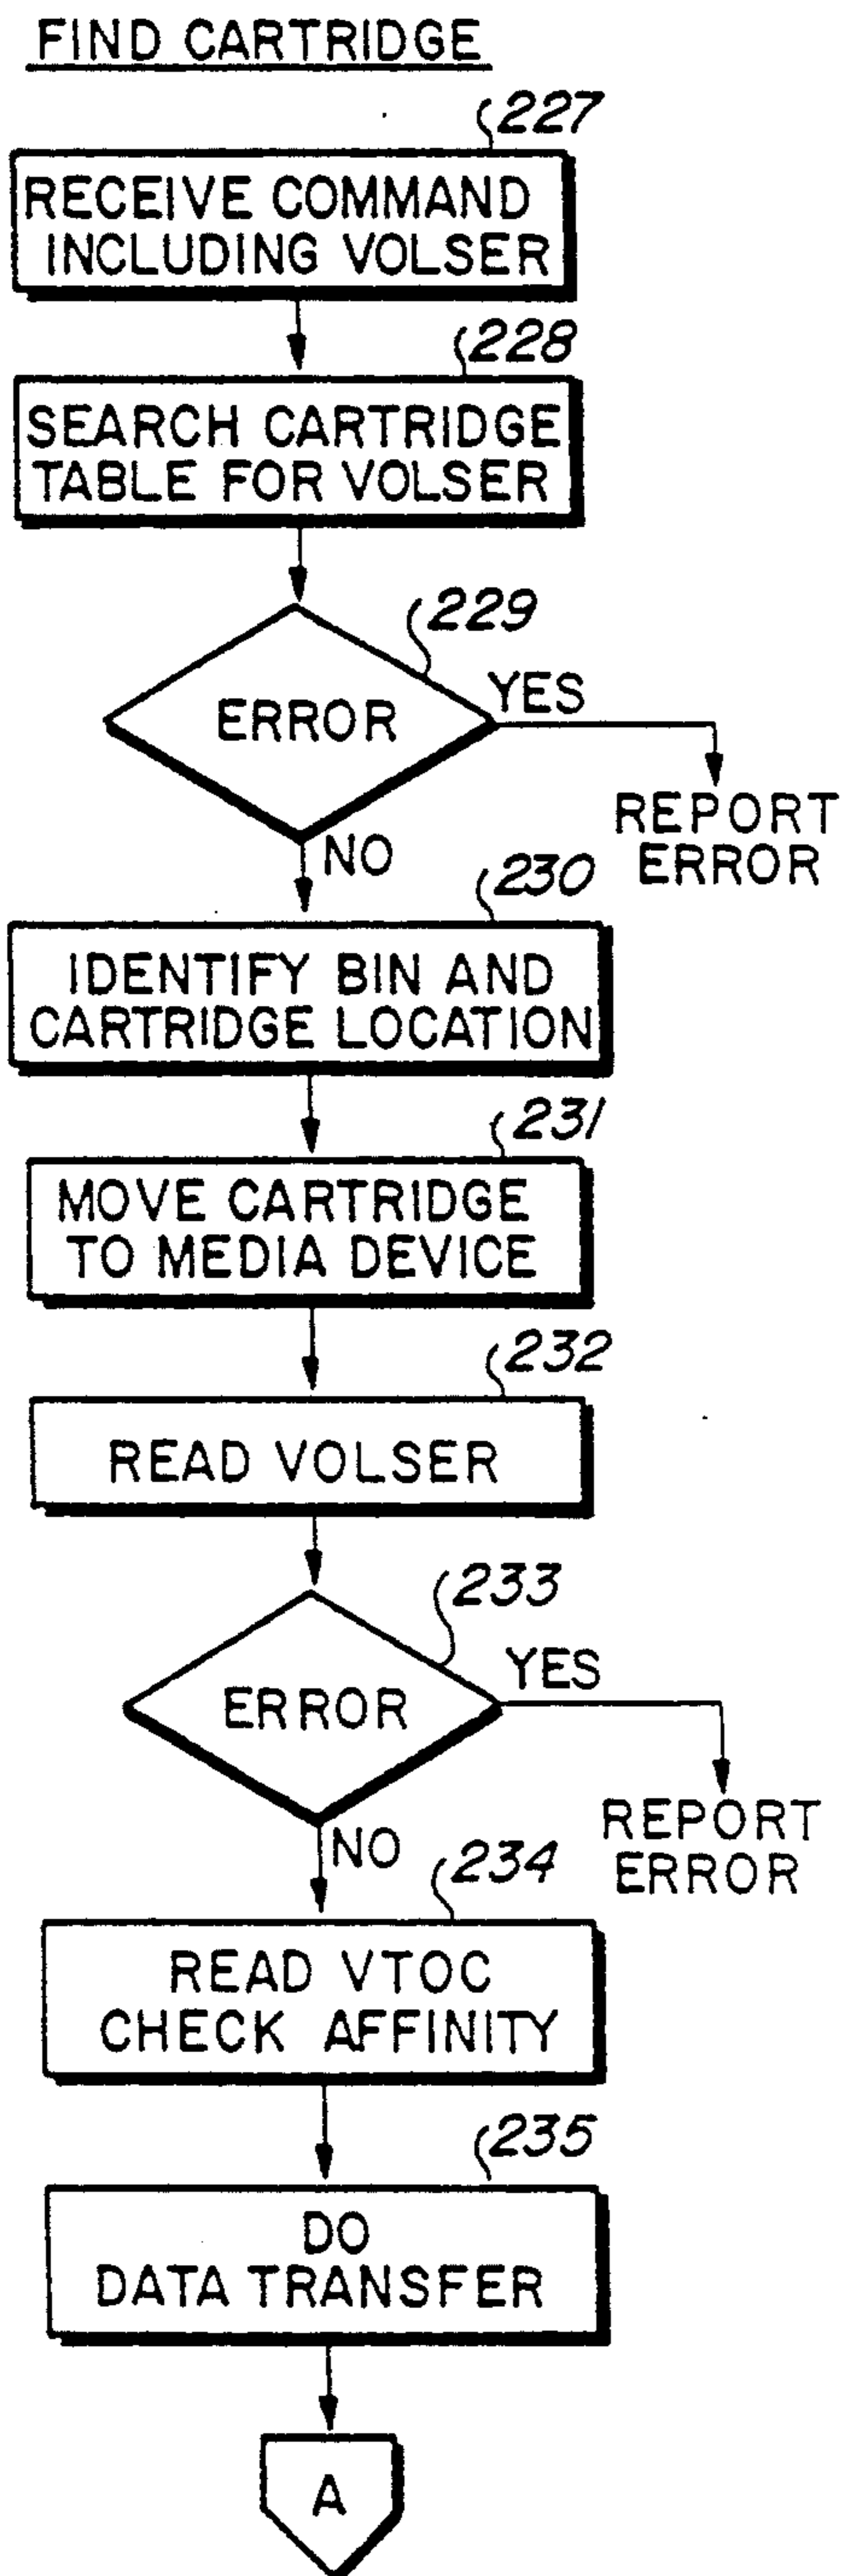 FIND CARTRIDGE
227
RECEIVE COMMAND
INCLUDING VOLSER
228
SEARCH CARTRIDGE
TABLE FOR VOLSER
229
ERROR
YES
REPORT
ERROR
NO
230
IDENTIFY BIN AND
CARTRIDGE LOCATION
231
MOVE CARTRIDGE
TO MEDIA DEVICE
232
READ VOLSER
233
ERROR
YES
REPORT
ERROR
NO
234
READ VTOC
CHECK AFFINITY
235
DO
DATA TRANSFER
A